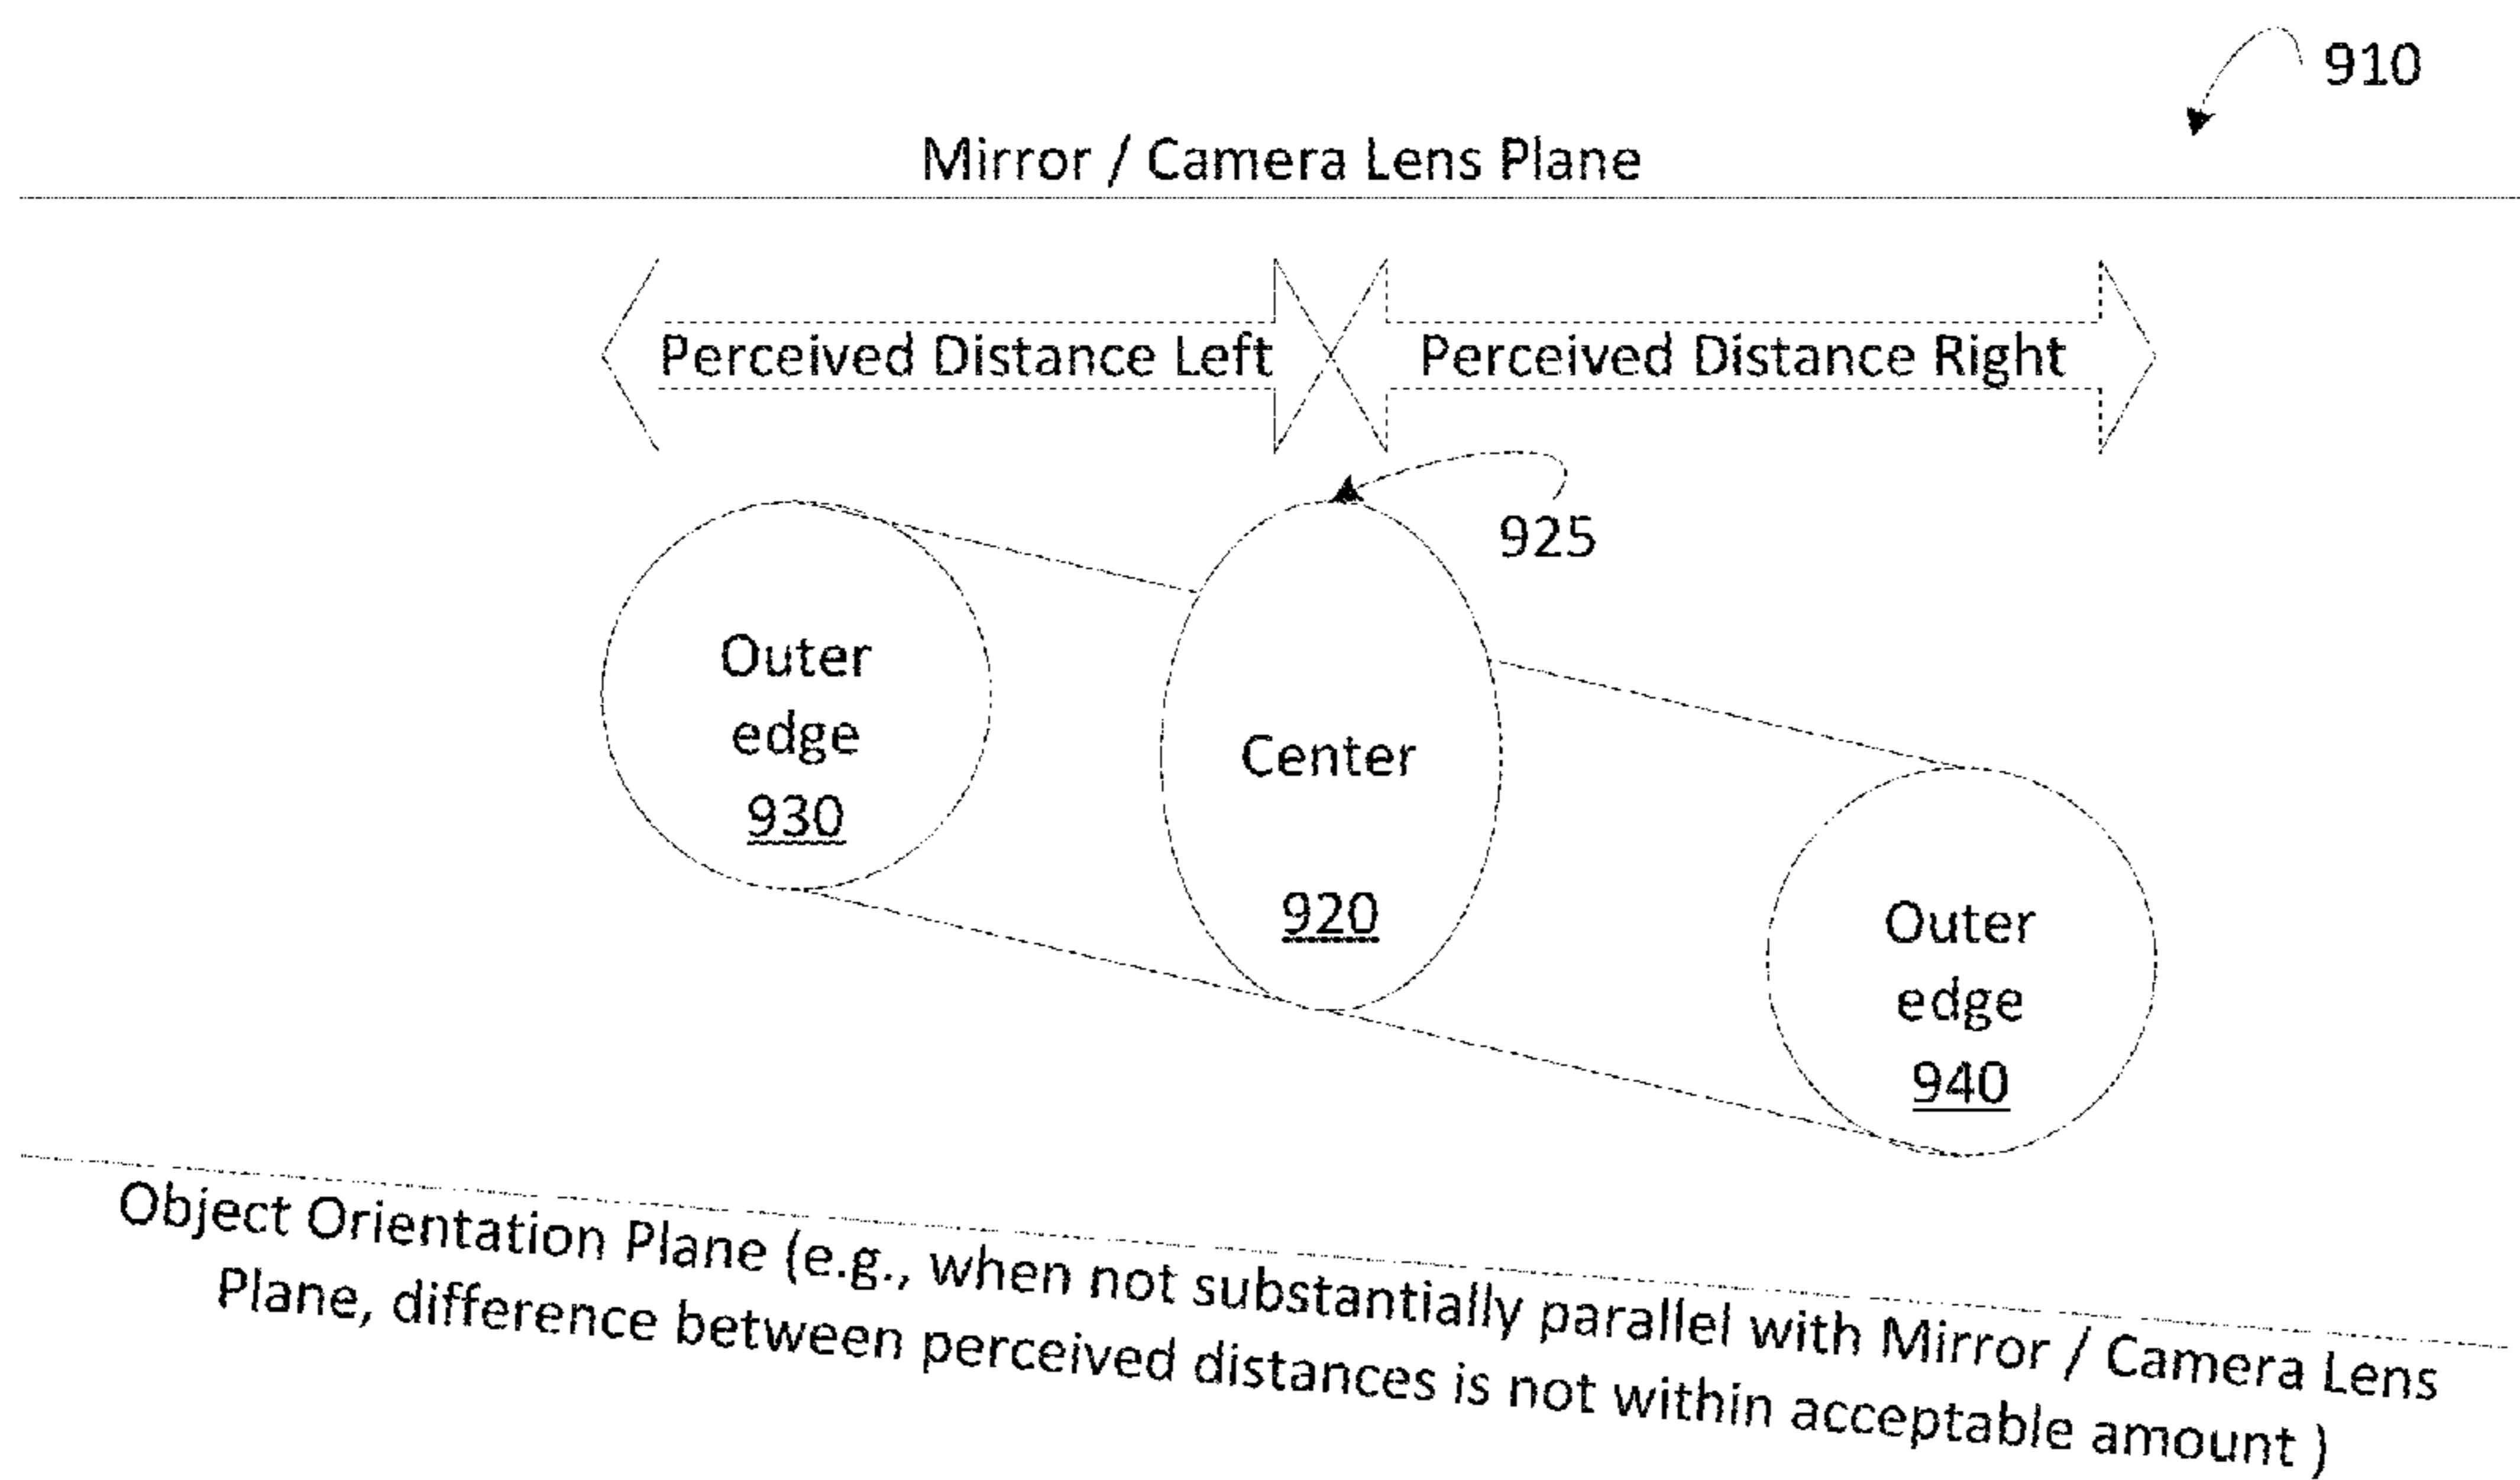 910
Mirror / Camera Lens Plane
Perceived Distance Left
Perceived Distance Right
925
Outer
edge
930
Center
920
Outer
edge
940
Object Orientation Plane (e.g., when not substantially parallel with Mirror / Camera Lens
Plane, difference between perceived distances is not within acceptable amount )